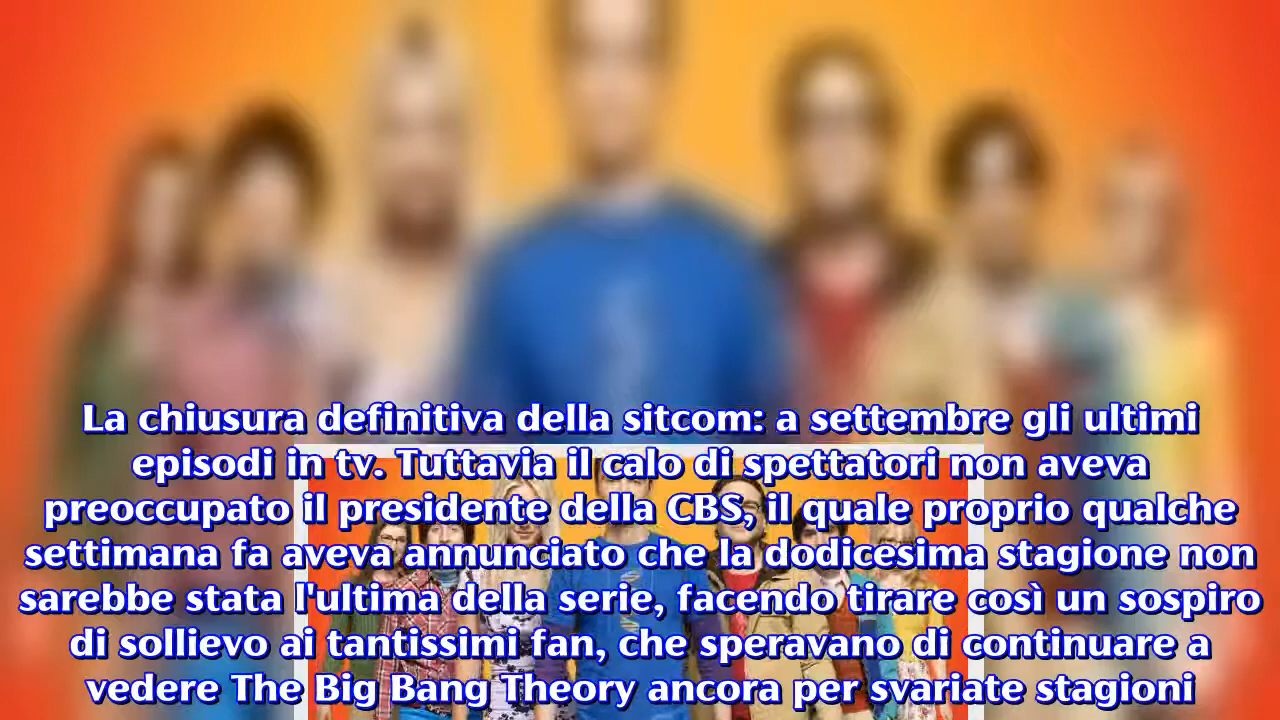 La chiusura definitiva della sitcom: a settembre gli ultimi
episodi in tv. Tuttavia il calo di spettatori non aveva
preoccupato il presidente della CBS, il quale proprio qualche
settimana fa aveva annunciato che la dodicesima stagione non
sarebbe stata l'ultima della serie, facendo tirare così un sospiro
di sollievo ai tantissimi fan, che speravano di continuare a
vedere The Big Bang Theory ancora per svariate stagioni